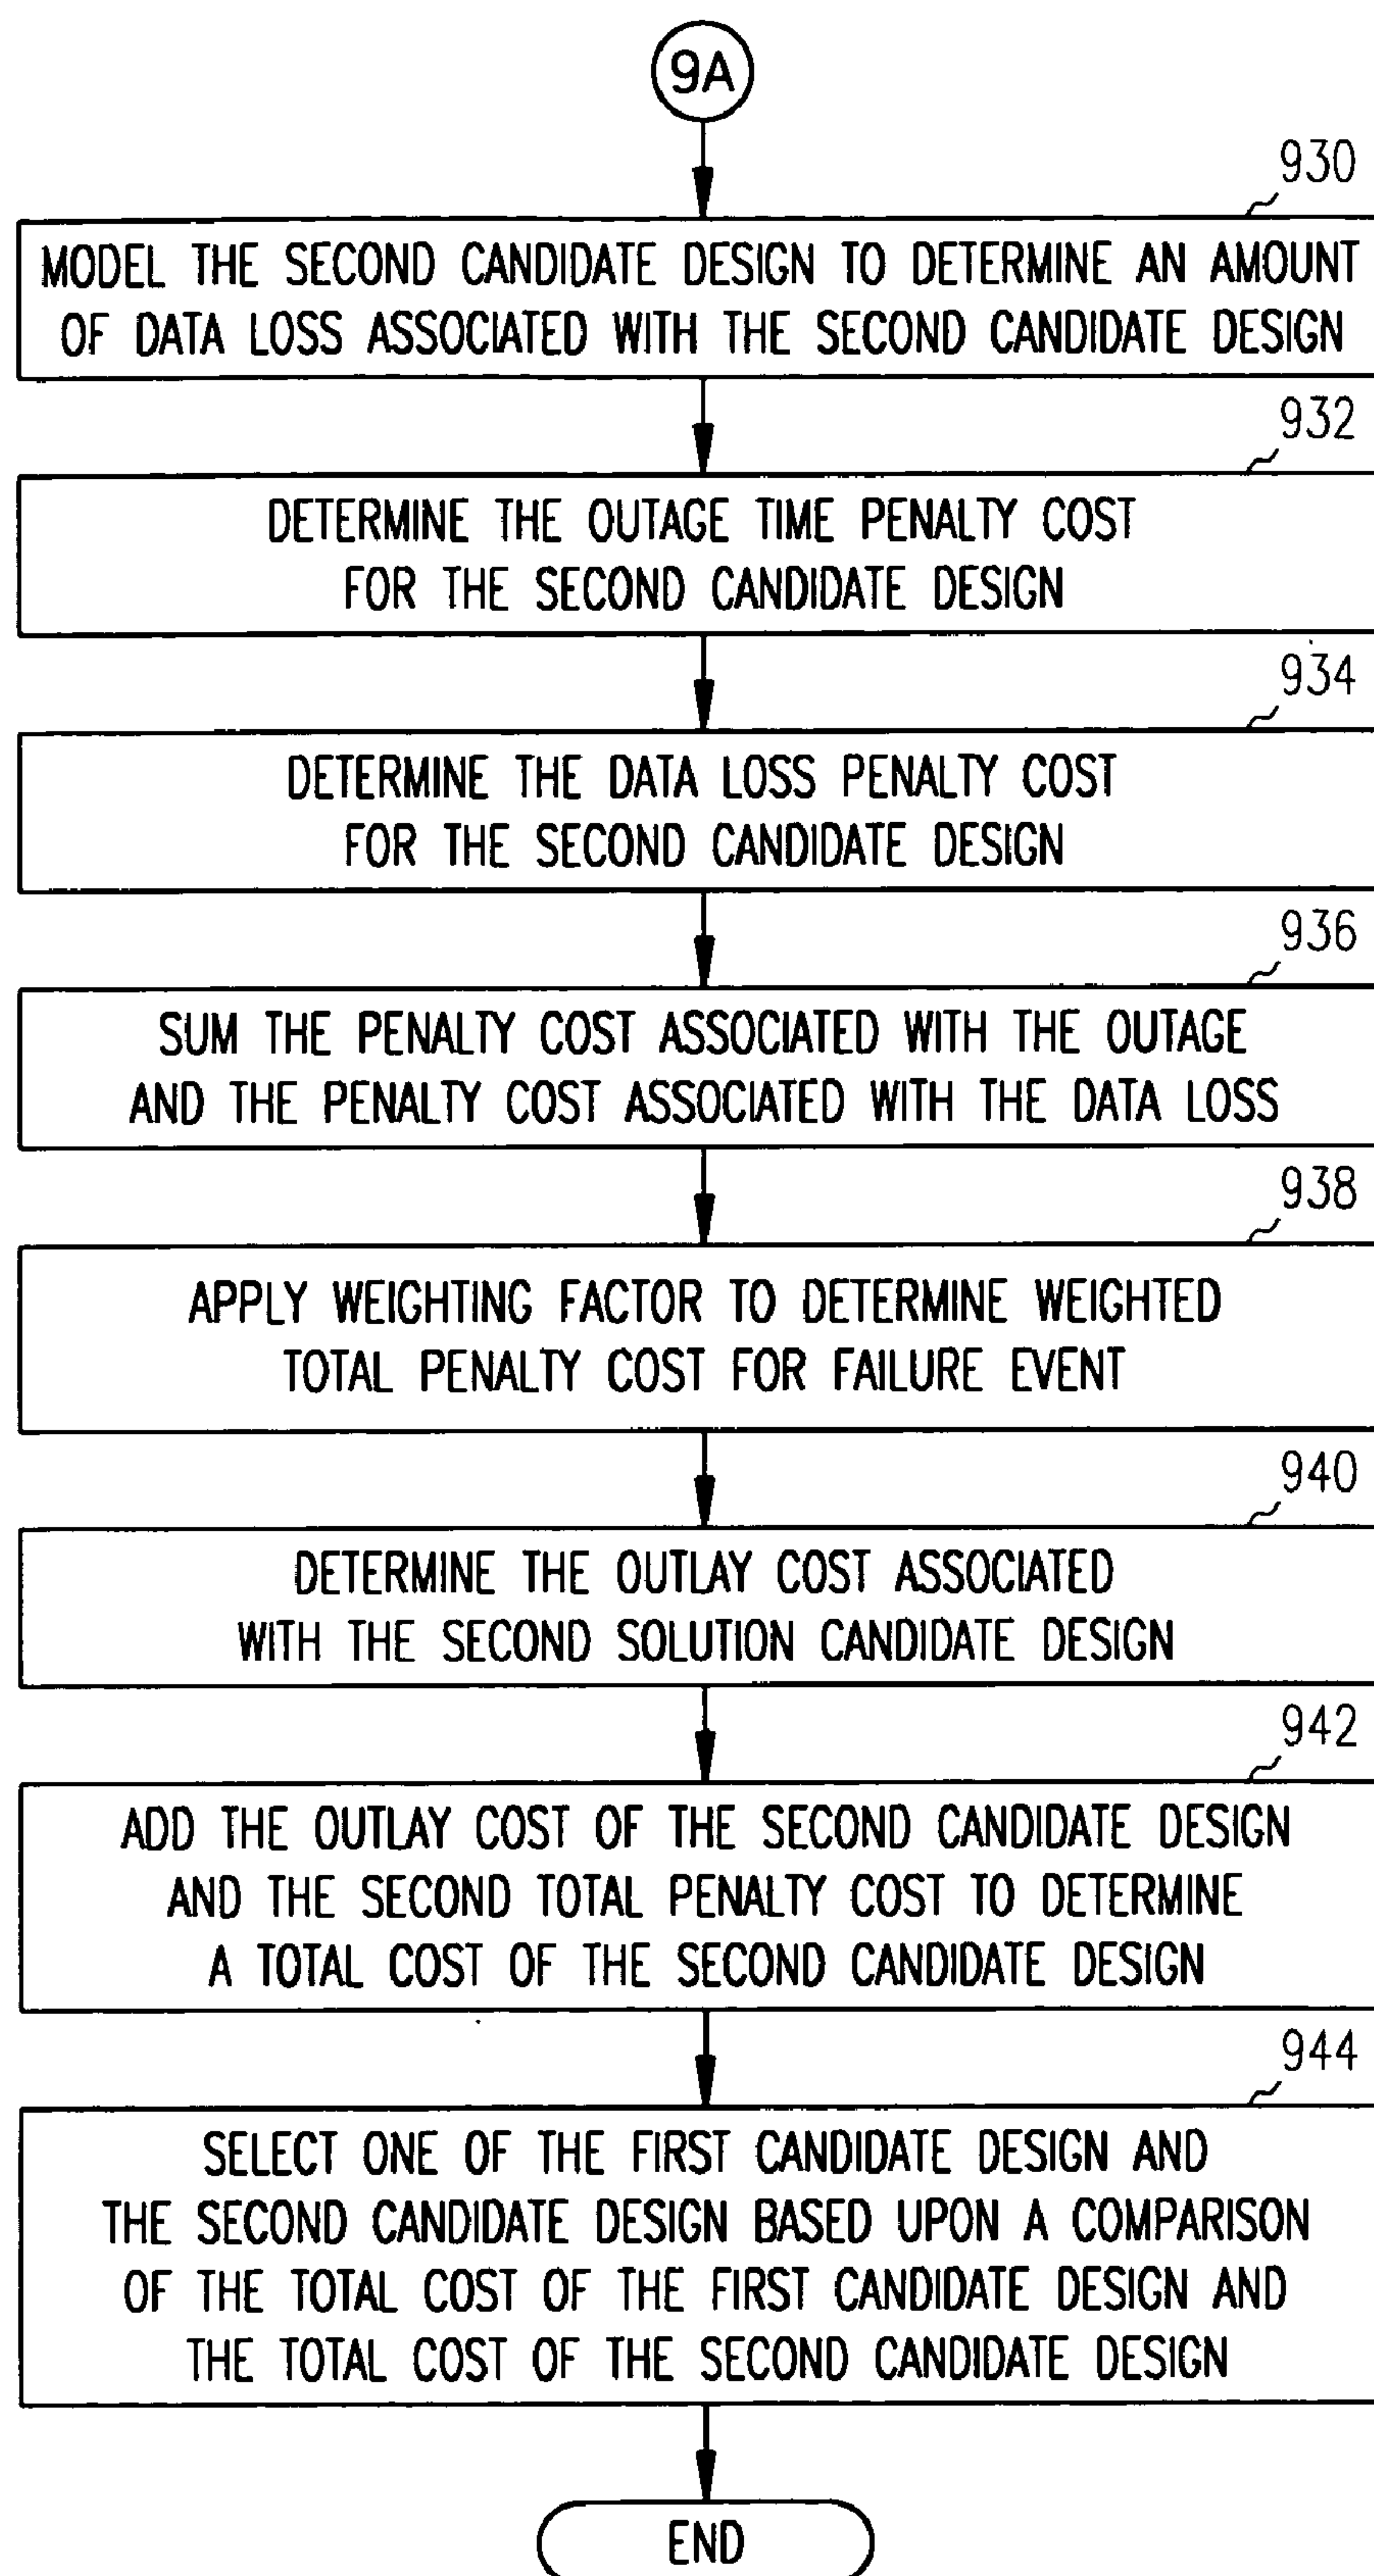 9A
930
MODEL THE SECOND CANDIDATE DESIGN TO DETERMINE AN AMOUNT
OF DATA LOSS ASSOCIATED WITH THE SECOND CANDIDATE DESIGN
932
DETERMINE THE OUTAGE TIME PENALTY COST
FOR THE SECOND CANDIDATE DESIGN
934
DETERMINE THE DATA LOSS PENALTY COST
FOR THE SECOND CANDIDATE DESIGN
936
SUM THE PENALTY COST ASSOCIATED WITH THE OUTAGE
AND THE PENALTY COST ASSOCIATED WITH THE DATA LOSS
938
APPLY WEIGHTING FACTOR TO DETERMINE WEIGHTED
TOTAL PENALTY COST FOR FAILURE EVENT
940
DETERMINE THE OUTLAY COST ASSOCIATED
WITH THE SECOND SOLUTION CANDIDATE DESIGN
942
ADD THE OUTLAY COST OF THE SECOND CANDIDATE DESIGN
AND THE SECOND TOTAL PENALTY COST TO DETERMINE
A TOTAL COST OF THE SECOND CANDIDATE DESIGN
944
SELECT ONE OF THE FIRST CANDIDATE DESIGN AND
THE SECOND CANDIDATE DESIGN BASED UPON A COMPARISON
OF THE TOTAL COST OF THE FIRST CANDIDATE DESIGN AND
THE TOTAL COST OF THE SECOND CANDIDATE DESIGN
END